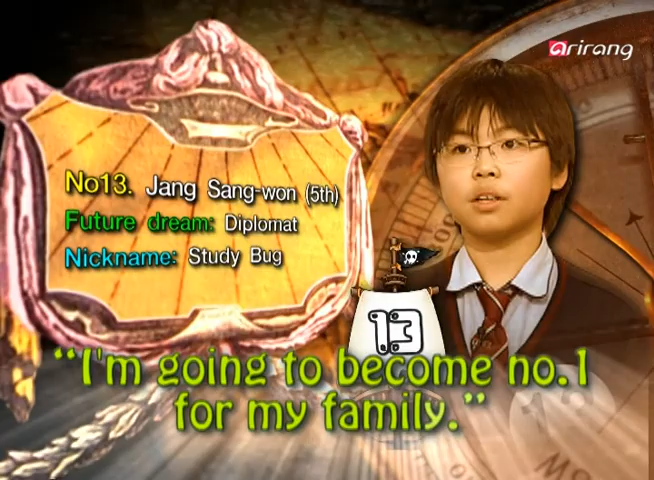 arirang
No13. Jang Sang-won (5th)
Future dream: Diplomat
Nickname: Study Bug
13
"I'm going to become no.1
for my family."